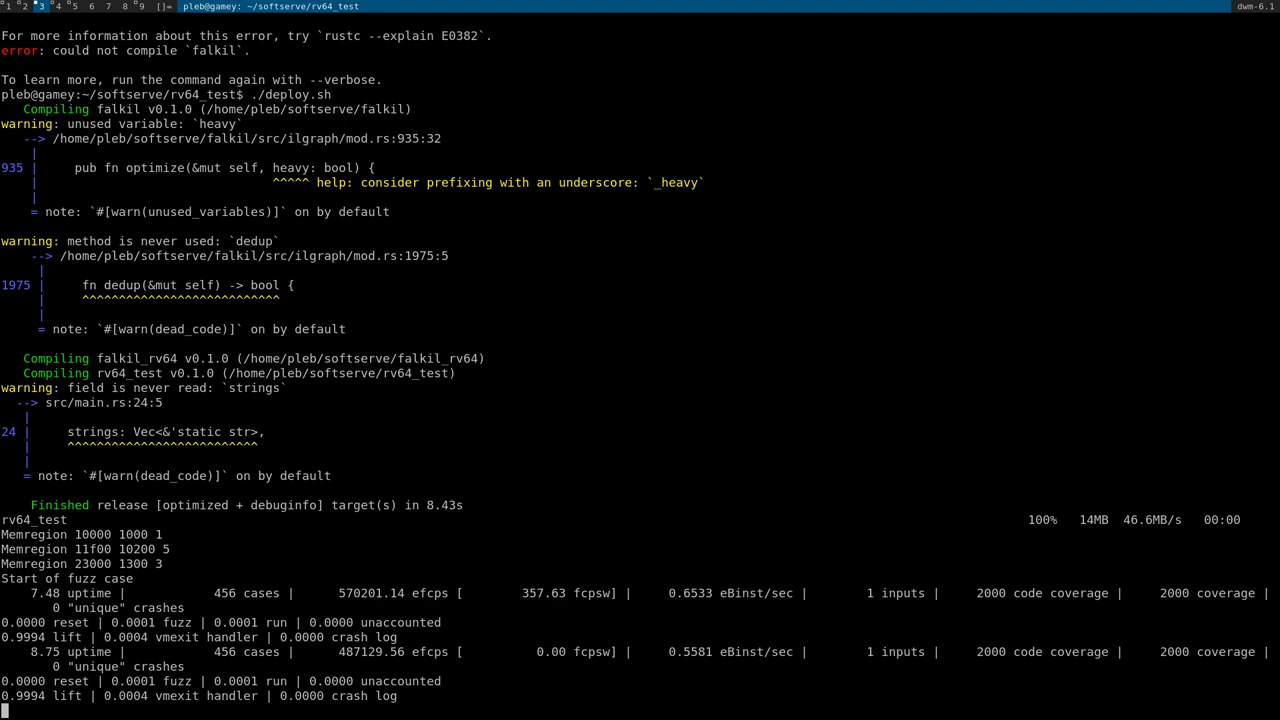 1 2 3 4 5 6 7 8 9 []= pleb@gamey: ~/softserve/rv64_test dwm-6.1
For more information about this error, try `rustc --explain E0382`.
error: could not compile `falkil`.
To learn more, run the command again with --verbose.
pleb@gamey:~/softserve/rv64_test$ ./deploy.sh
Compiling falkil v0.1.0 (/home/pleb/softserve/falkil)
warning: unused variable: `heavy`
--> /home/pleb/softserve/falkil/src/ilgraph/mod.rs:935:32
|
935 | pub fn optimize(&mut self, heavy: bool) {
| ^^^^^ help: consider prefixing with an underscore: `_heavy`
|
= note: `#[warn(unused_variables)]` on by default
warning: method is never used: `dedup`
--> /home/pleb/softserve/falkil/src/ilgraph/mod.rs:1975:5
|
1975 | fn dedup(&mut self) -> bool {
| ^^^^^^^^^^^^^^^^^^^^^^^^^^^
|
= note: `#[warn(dead_code)]` on by default
Compiling falkil_rv64 v0.1.0 (/home/pleb/softserve/falkil_rv64)
Compiling rv64_test v0.1.0 (/home/pleb/softserve/rv64_test)
warning: field is never read: `strings`
--> src/main.rs:24:5
|
24 | strings: Vec<&'static str>,
| ^^^^^^^^^^^^^^^^^^^^^^^^^^
|
= note: `#[warn(dead_code)]` on by default
Finished release [optimized + debuginfo] target(s) in 8.43s
rv64_test 100% 14MB 46.6MB/s 00:00
Memregion 10000 1000 1
Memregion 11f00 10200 5
Memregion 23000 1300 3
Start of fuzz case
7.48 uptime | 456 cases | 570201.14 efcps [ 357.63 fcpsw] | 0.6533 eBinst/sec | 1 inputs | 2000 code coverage | 2000 coverage |
0 "unique" crashes
0.0000 reset | 0.0001 fuzz | 0.0001 run | 0.0000 unaccounted
0.9994 lift | 0.0004 vmexit handler | 0.0000 crash log
8.75 uptime | 456 cases | 487129.56 efcps [ 0.00 fcpsw] | 0.5581 eBinst/sec | 1 inputs | 2000 code coverage | 2000 coverage |
0 "unique" crashes
0.0000 reset | 0.0001 fuzz | 0.0001 run | 0.0000 unaccounted
0.9994 lift | 0.0004 vmexit handler | 0.0000 crash log